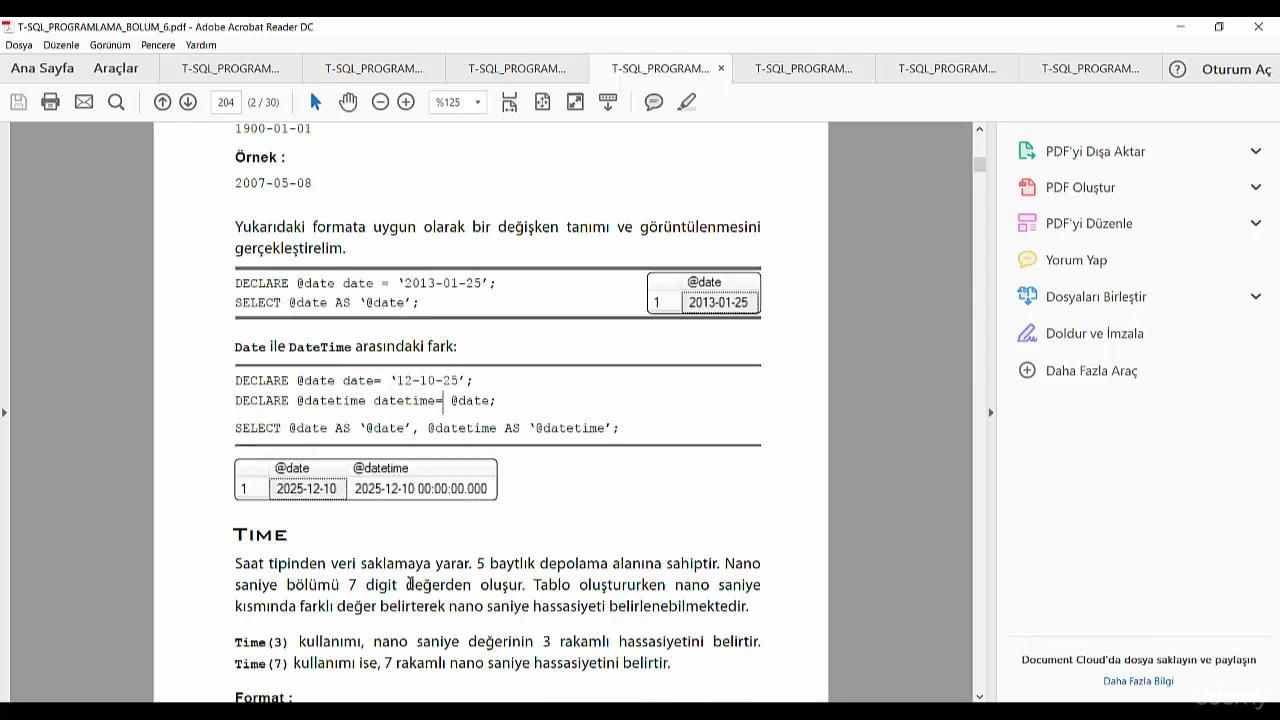 T-SQL_PROGRAMLAMA_BOLUM_6.pdf - Adobe Acrobat Reader DC
Dosya Düzenle Görünüm Pencere Yardım
Ana Sayfa Araçlar T-SQL_PROGRAM... T-SQL_PROGRAM... T-SQL_PROGRAM... T-SQL_PROGRAM... × T-SQL_PROGRAM... T-SQL_PROGRAM... T-SQL_PROGRAM... Oturum Aç
204 (2 / 30) %125
1900-01-01
Örnek :
2007-05-08
Yukarıdaki formata uygun olarak bir değişken tanımı ve görüntülenmesini
gerçekleştirelim.
DECLARE @date date = ‘2013-01-25’;
SELECT @date AS ‘@date’;
@date
1 2013-01-25
Date ile DateTime arasındaki fark:
DECLARE @date date= ‘12-10-25’;
DECLARE @datetime datetime= @date;
SELECT @date AS ‘@date’, @datetime AS ‘@datetime’;
@date @datetime
1 2025-12-10 2025-12-10 00:00:00.000
TIME
Saat tipinden veri saklamaya yarar. 5 baytlık depolama alanına sahiptir. Nano
saniye bölümü 7 digit değerden oluşur. Tablo oluştururken nano saniye
kısmında farklı değer belirterek nano saniye hassasiyeti belirlenebilmektedir.
Time(3) kullanımı, nano saniye değerinin 3 rakamlı hassasiyetini belirtir.
Time(7) kullanımı ise, 7 rakamlı nano saniye hassasiyetini belirtir.
Format :
PDF'yi Dışa Aktar
PDF Oluştur
PDF'yi Düzenle
Yorum Yap
Dosyaları Birleştir
Doldur ve İmzala
Daha Fazla Araç
Document Cloud'da dosya saklayın ve paylaşın
Daha Fazla Bilgi
udemy